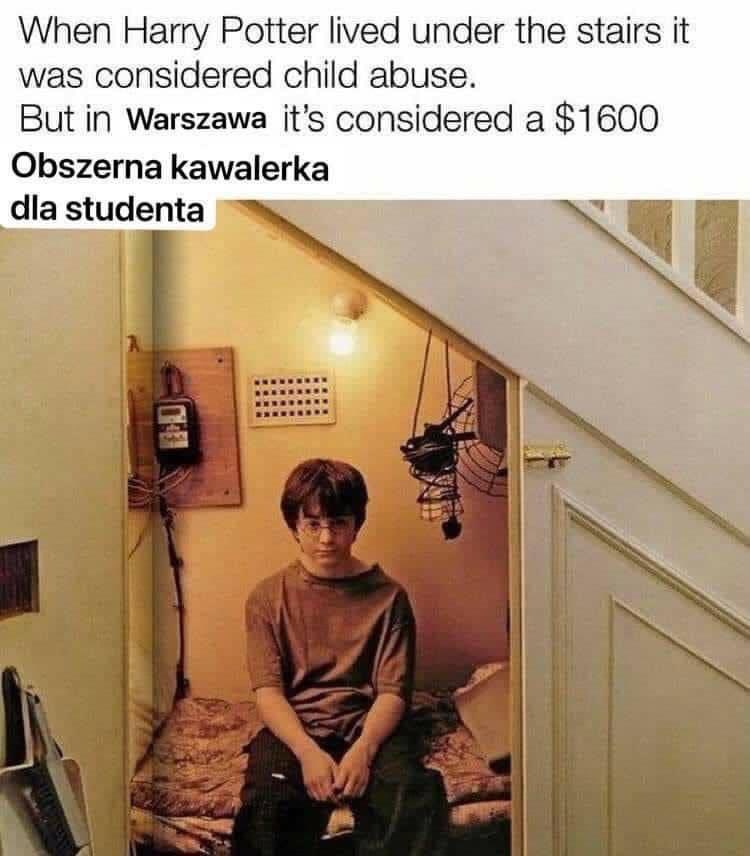 When Harry Potter lived under the stairs it
was considered child abuse.
But in Warszawa it's considered a $1600
Obszerna kawalerka
dla studenta